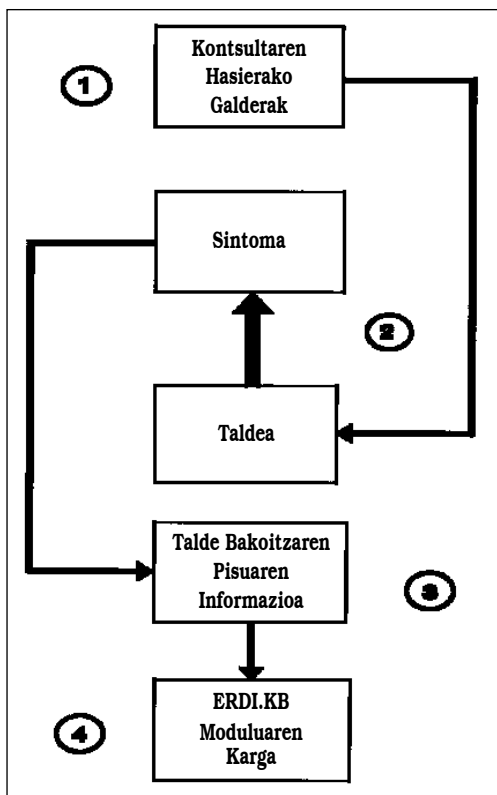 1
Kontsultaren
Hasierako
Galderak
Sintoma
2
Taldea
Talde Bakoitzaren
Pisuaren
Informazioa
3
4
ERDI.KB
Moduluaren
Karga